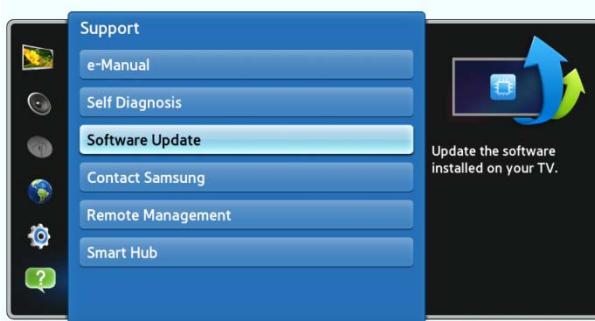 Support
e-Manual
Self Diagnosis
Software Update
Contact Samsung
Remote Management
Smart Hub
Update the software
installed on your TV.
?